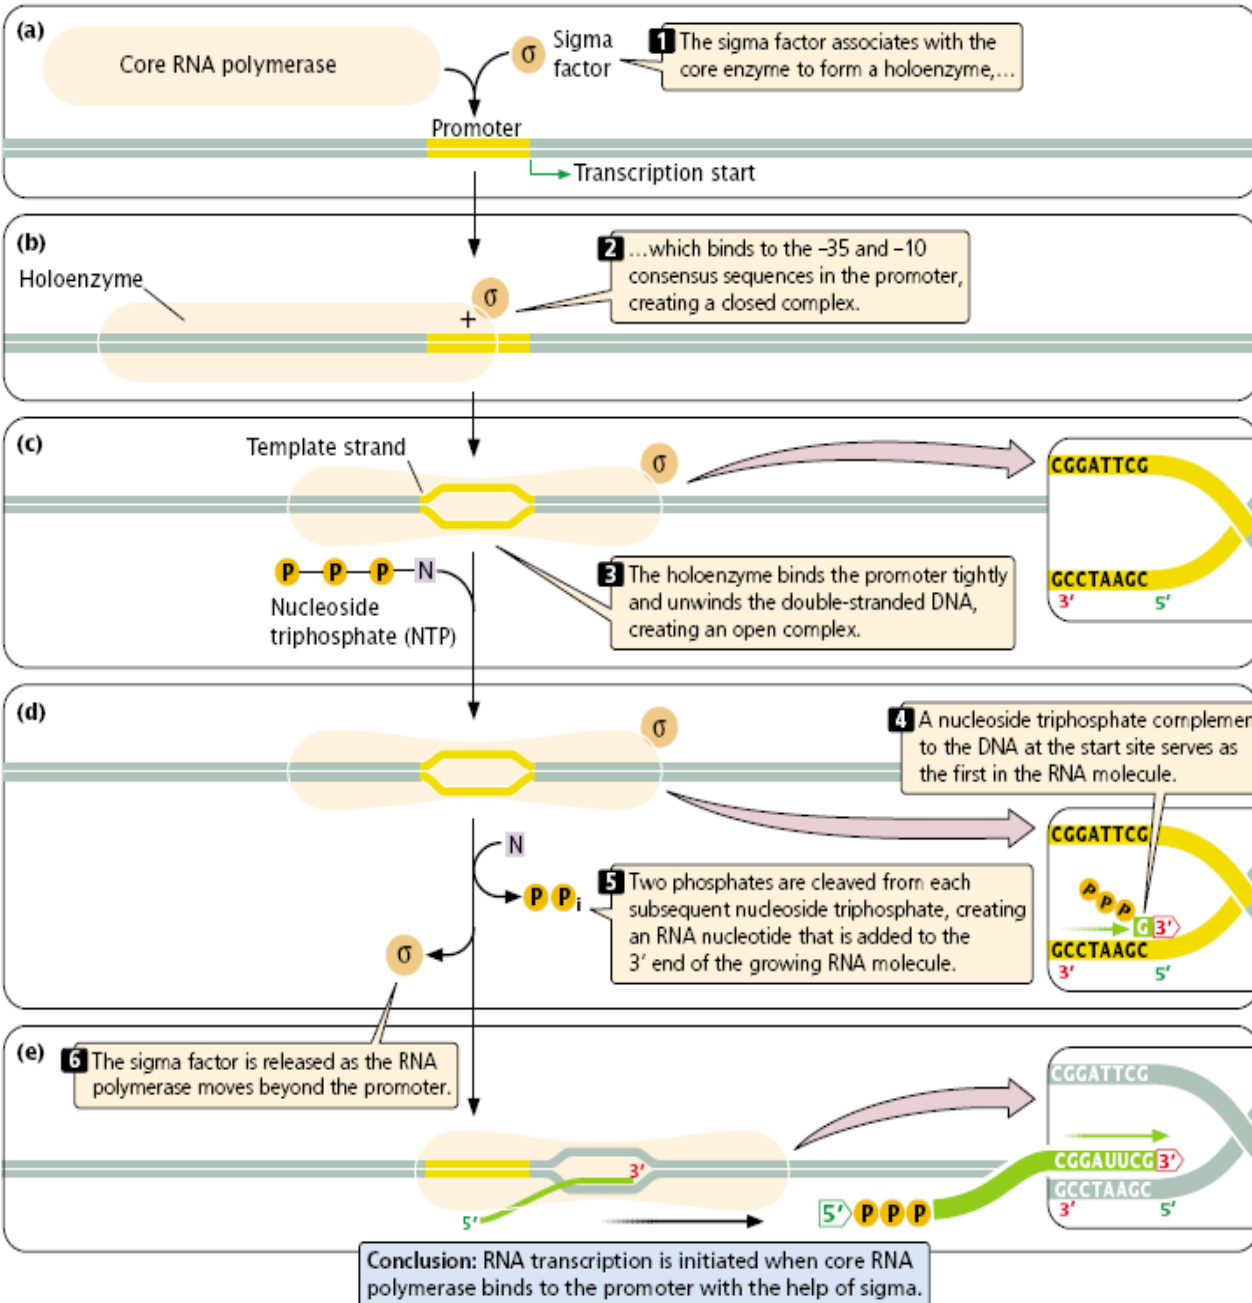 (a)
Core RNA polymerase
σ
Sigma
factor
1 The sigma factor associates with the
core enzyme to form a holoenzyme,...
Promoter
Transcription start
(b)
Holoenzyme
σ
+
2 ...which binds to the –35 and –10
consensus sequences in the promoter,
creating a closed complex.
(c)
Template strand
σ
CGGATTCG
GCCTAAGC
3′ 5′
P P P N
Nucleoside
triphosphate (NTP)
3 The holoenzyme binds the promoter tightly
and unwinds the double-stranded DNA,
creating an open complex.
(d)
σ
4 A nucleoside triphosphate complemen
to the DNA at the start site serves as
the first in the RNA molecule.
CGGATTCG
P P P
G 3′
GCCTAAGC
3′ 5′
N
P Pi
5 Two phosphates are cleaved from each
subsequent nucleoside triphosphate, creating
an RNA nucleotide that is added to the
3′ end of the growing RNA molecule.
σ
(e)
6 The sigma factor is released as the RNA
polymerase moves beyond the promoter.
3′
5′
CGGATTCG
CGGAUUCG 3′
GCCTAAGC
3′ 5′
5′ P P P
Conclusion: RNA transcription is initiated when core RNA
polymerase binds to the promoter with the help of sigma.